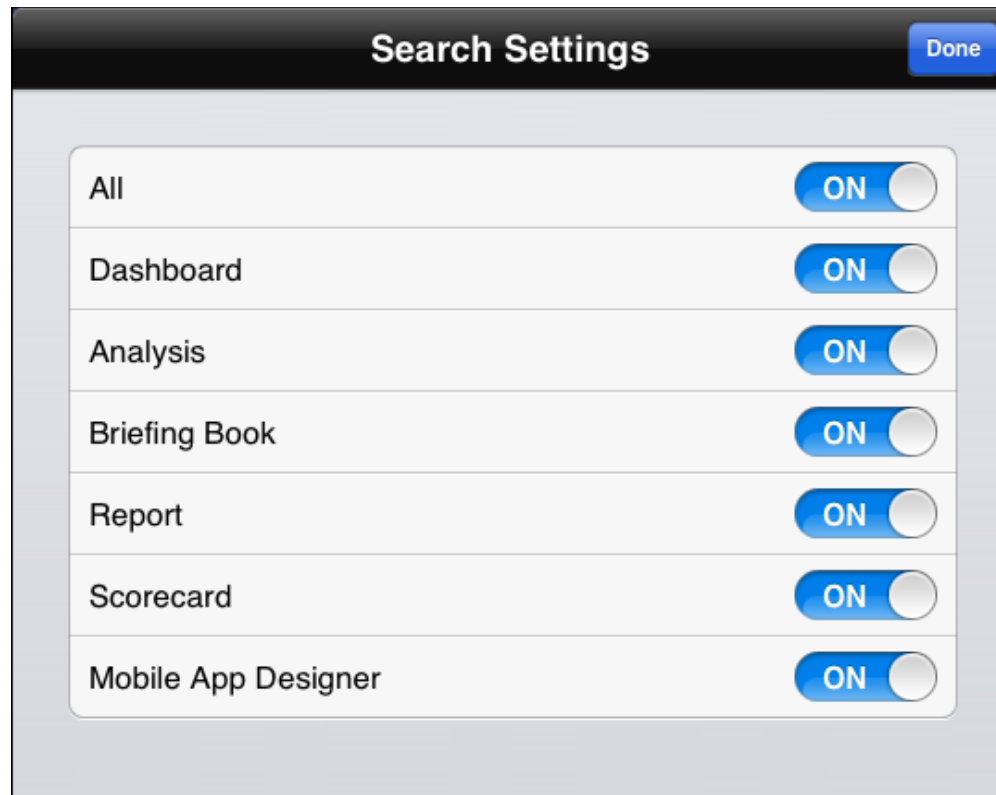 Search Settings
Done
All ON
Dashboard ON
Analysis ON
Briefing Book ON
Report ON
Scorecard ON
Mobile App Designer ON